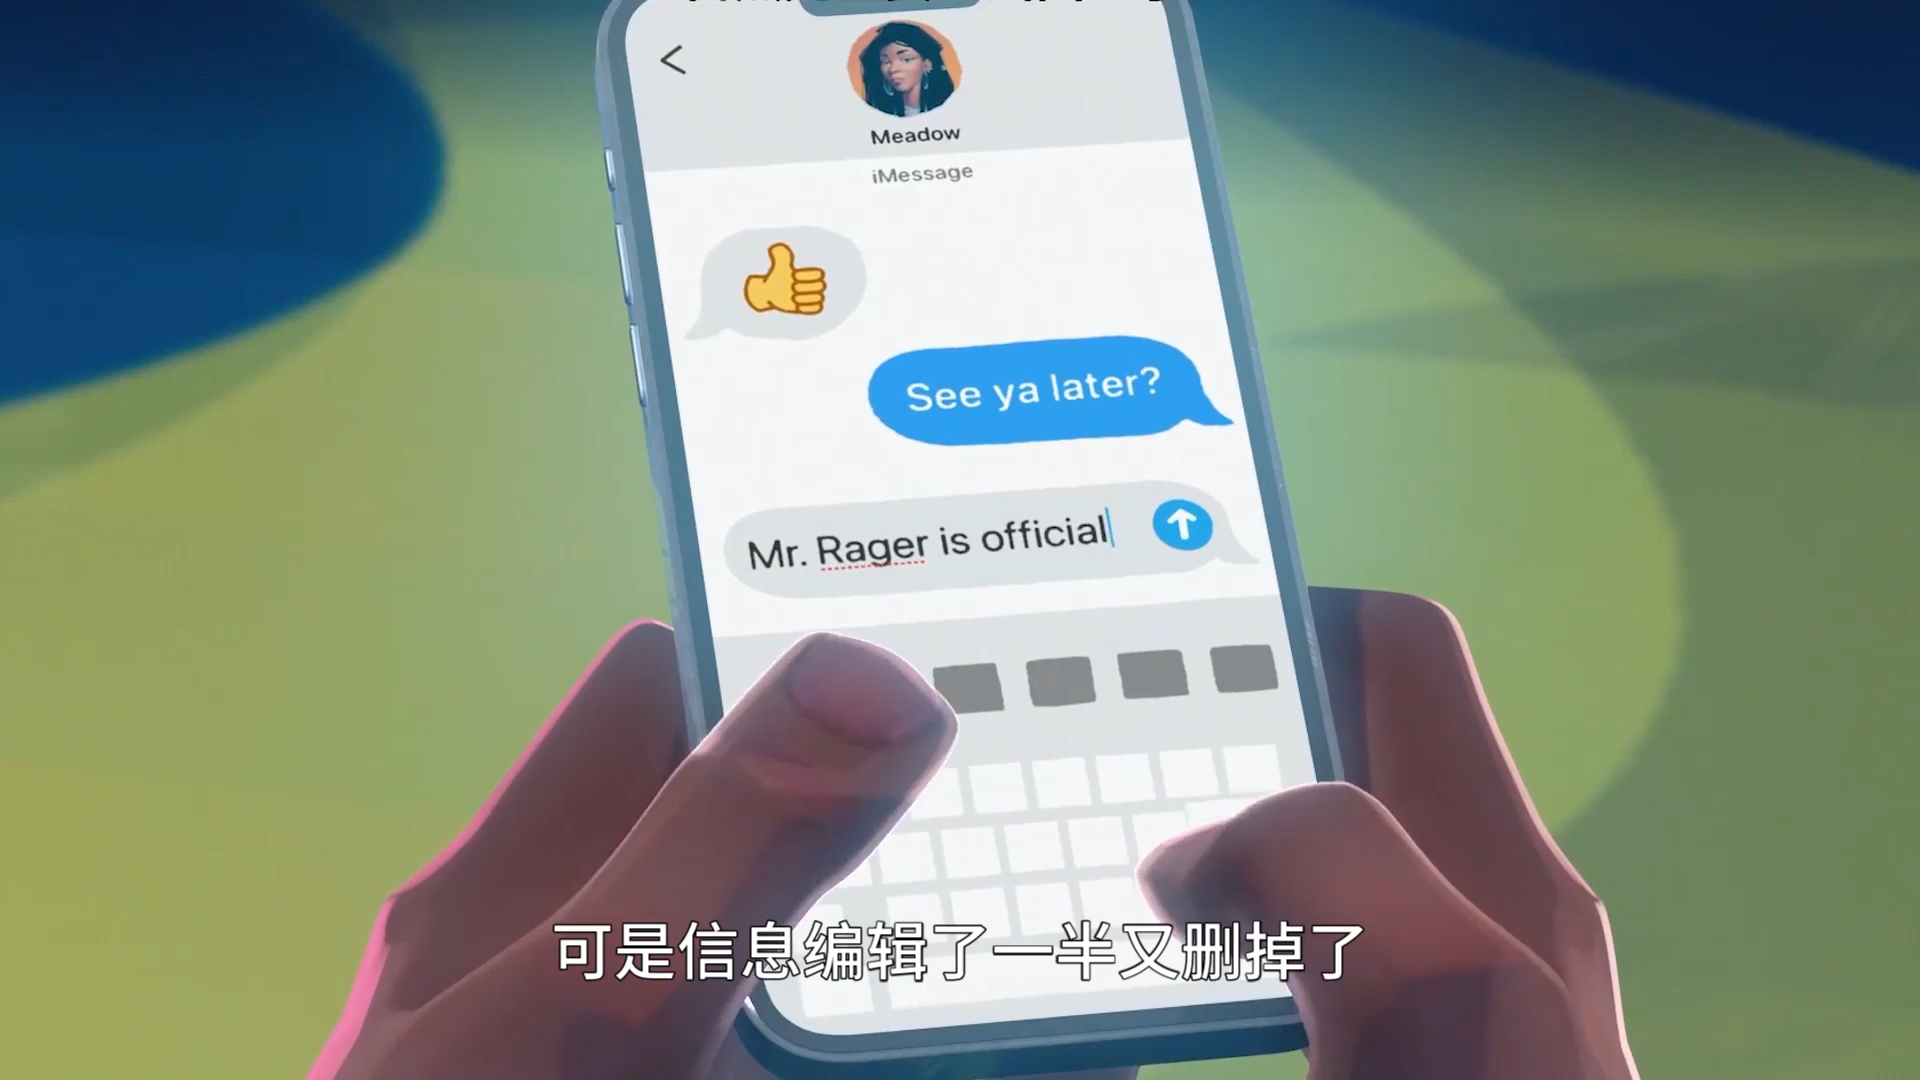 Meadow
iMessage
👍
See ya later?
Mr. Rager is official
可是信息编辑了一半又删掉了